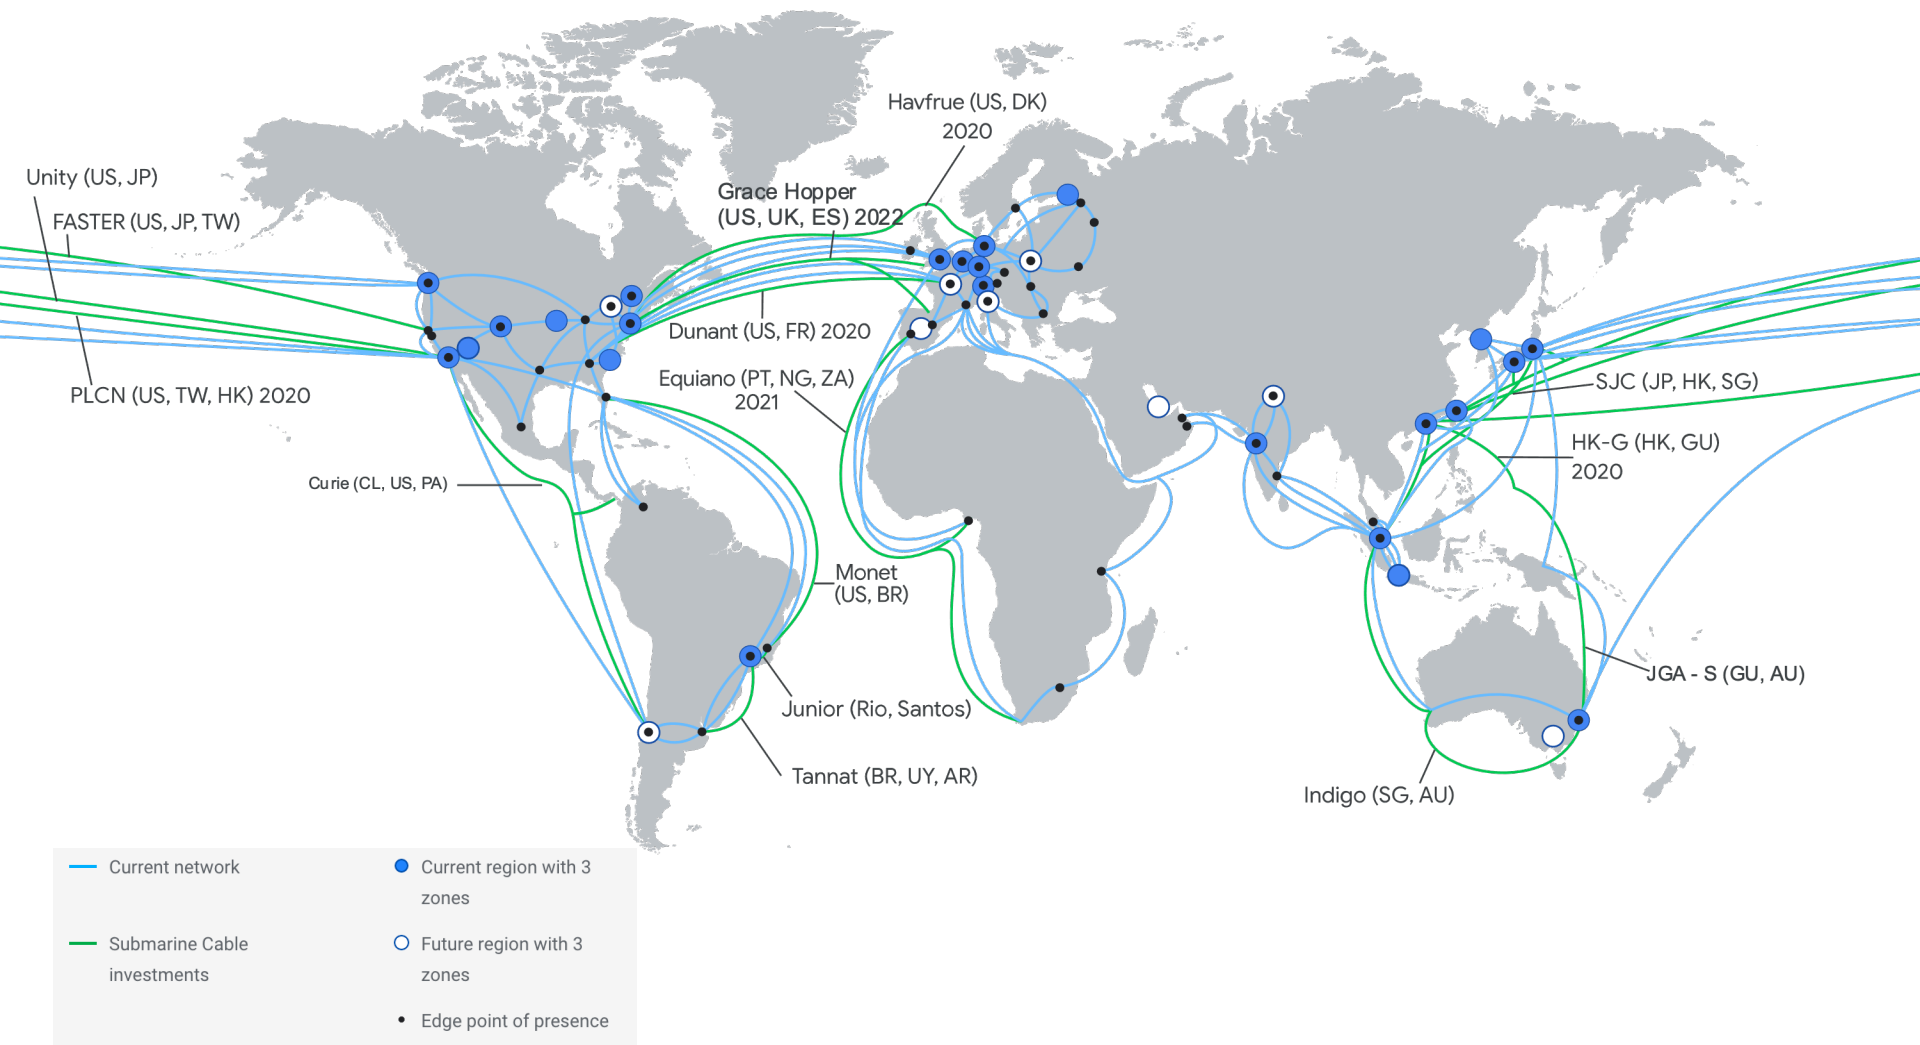 Havfrue (US, DK)
2020
Unity (US, JP)
Grace Hopper
(US, UK, ES) 2022
FASTER (US, JP, TW)
Dunant (US, FR) 2020
Equiano (PT, NG, ZA)
2021
PLCN (US, TW, HK) 2020
SJC (JP, HK, SG)
HK-G (HK, GU)
2020
Curie (CL, US, PA)
Monet
(US, BR)
JGA - S (GU, AU)
Junior (Rio, Santos)
Tannat (BR, UY, AR)
Indigo (SG, AU)
Current network
Current region with 3
zones
Submarine Cable
investments
Future region with 3
zones
Edge point of presence